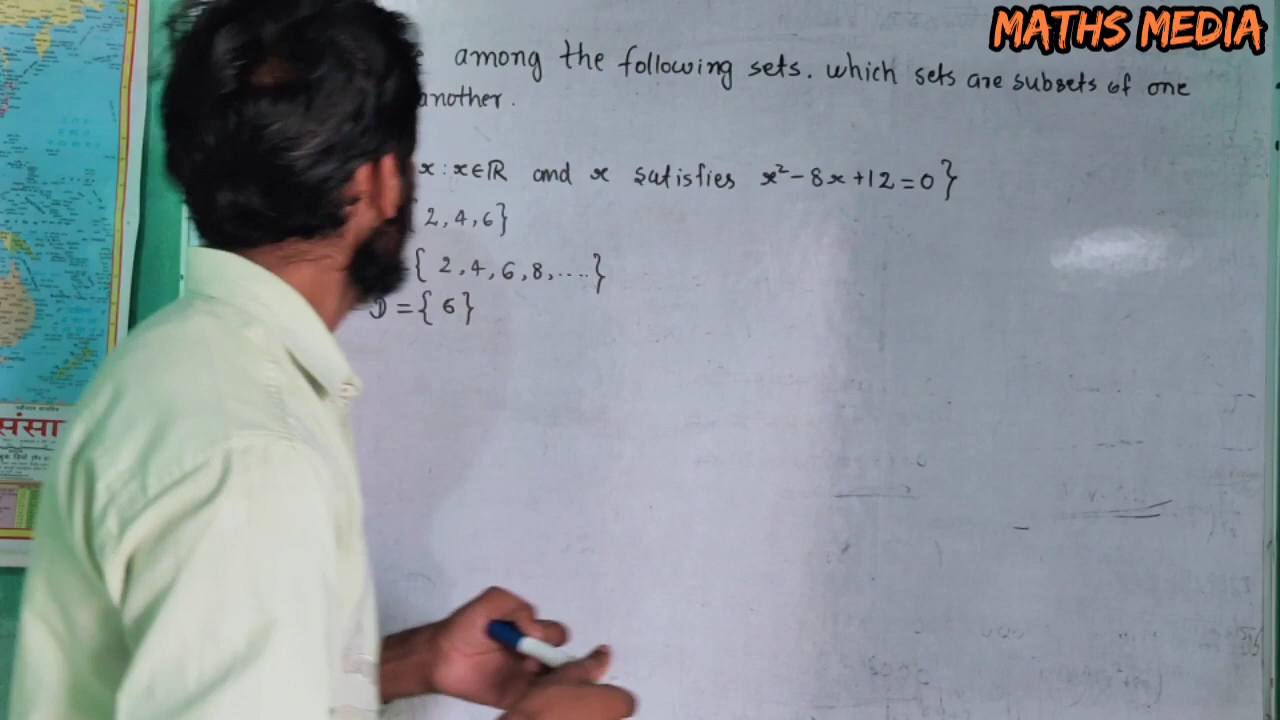 MATHS MEDIA
among the following sets. which sets are subsets of one
another.
x : x∈ℝ and x satisfies x²-8x+12=0}
{2,4,6}
{ 2,4,6,8,....}
D = { 6 }
संसा